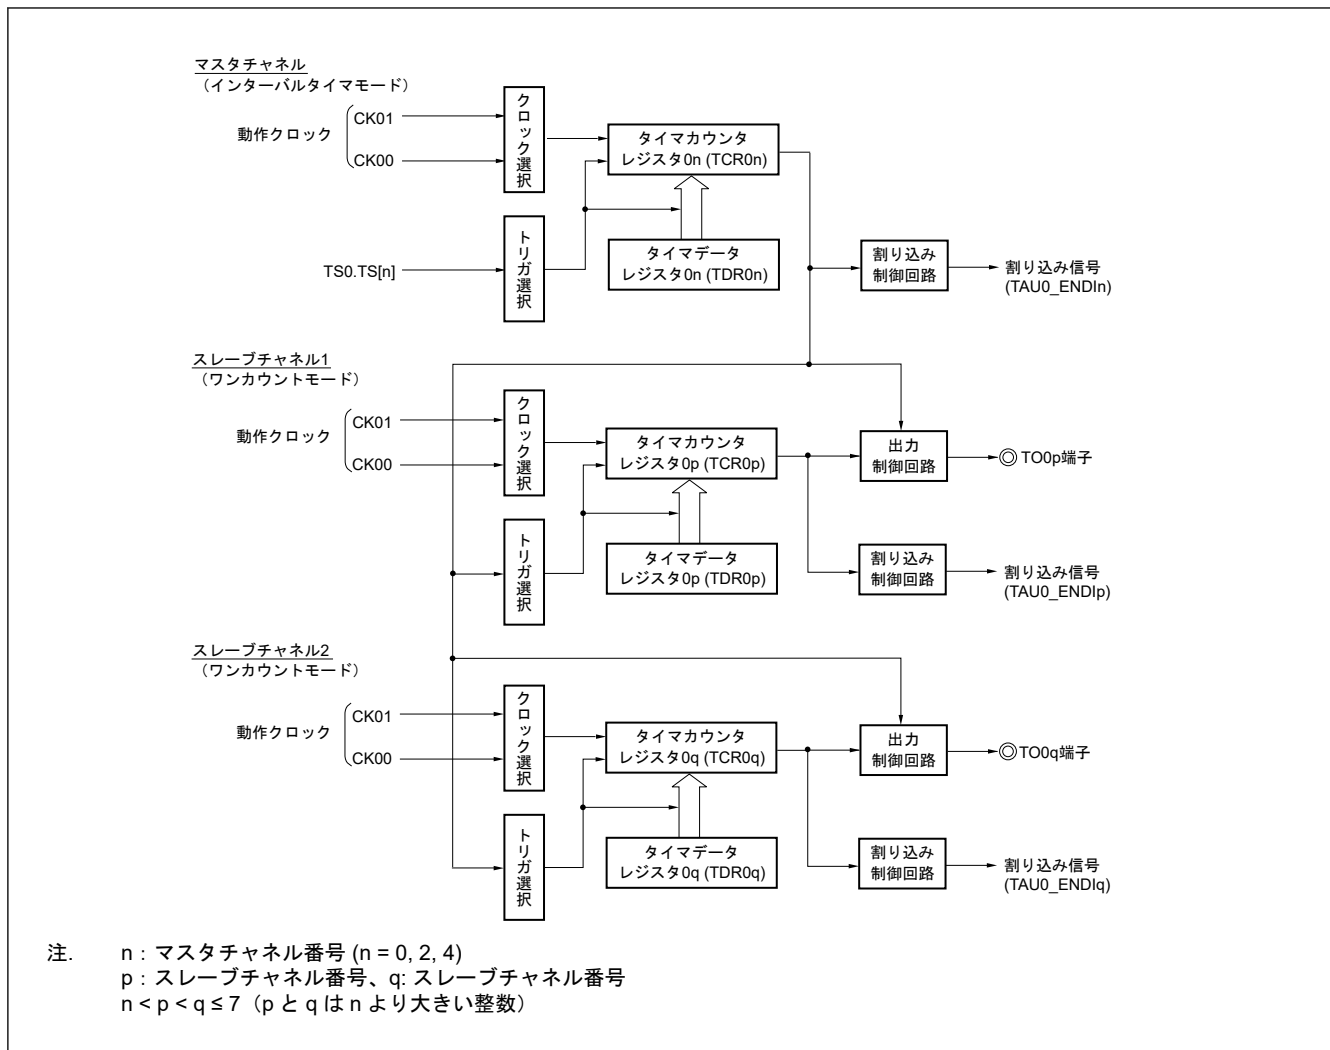 マスタチャネル
（インターバルタイマモード）
動作クロック
CK01
CK00
クロック選択
タイマカウンタ
レジスタ0n (TCR0n)
TS0.TS[n]
トリガ選択
タイマデータ
レジスタ0n (TDR0n)
割り込み
制御回路
割り込み信号
(TAU0_ENDIn)
スレーブチャネル1
（ワンカウントモード）
動作クロック
CK01
CK00
クロック選択
タイマカウンタ
レジスタ0p (TCR0p)
出力
制御回路
TO0p端子
トリガ選択
タイマデータ
レジスタ0p (TDR0p)
割り込み
制御回路
割り込み信号
(TAU0_ENDIp)
スレーブチャネル2
（ワンカウントモード）
動作クロック
CK01
CK00
クロック選択
タイマカウンタ
レジスタ0q (TCR0q)
出力
制御回路
TO0q端子
トリガ選択
タイマデータ
レジスタ0q (TDR0q)
割り込み
制御回路
割り込み信号
(TAU0_ENDIq)
注. n：マスタチャネル番号 (n = 0, 2, 4)
p：スレーブチャネル番号、q: スレーブチャネル番号
n < p < q ≤ 7（p と q は n より大きい整数）